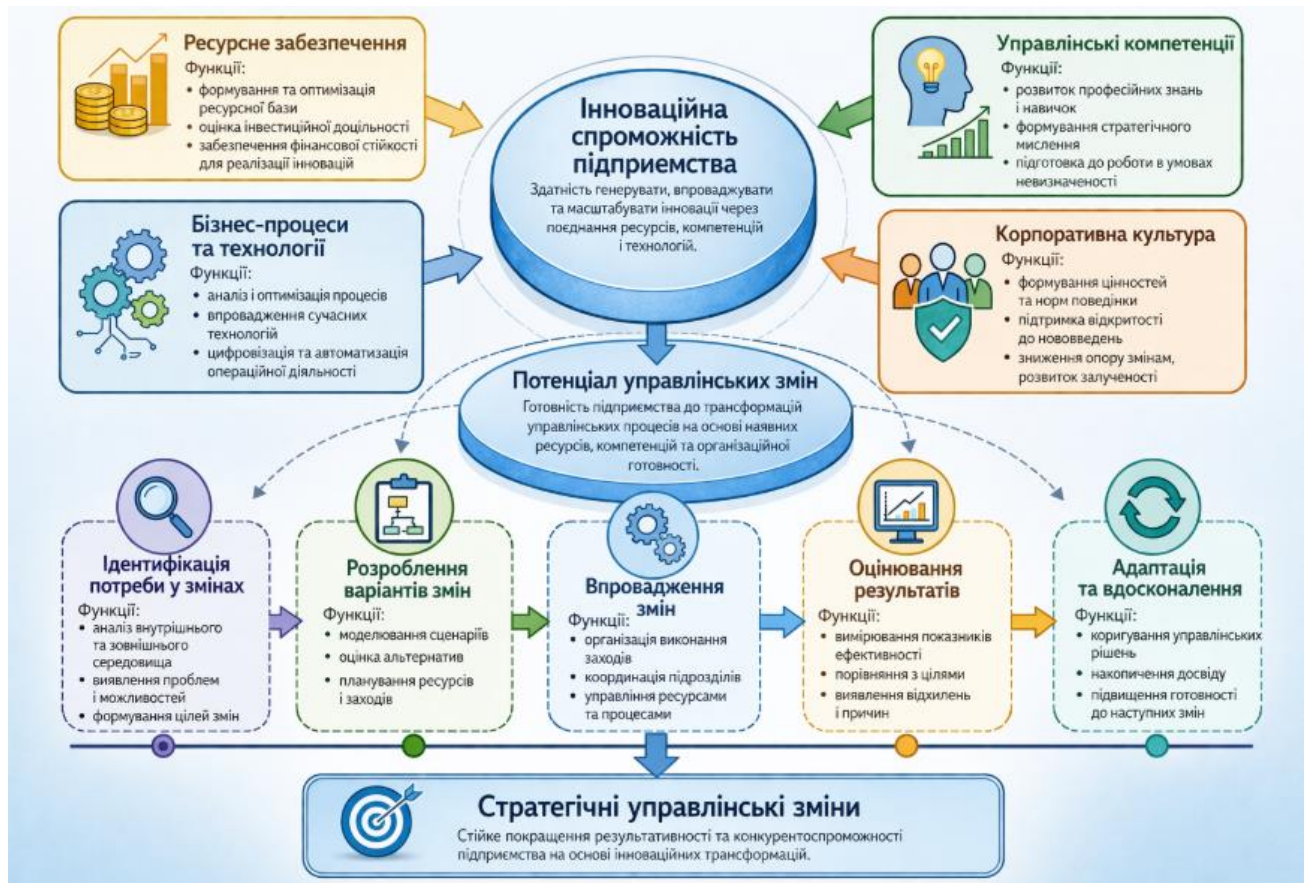 Ресурсне забезпечення
Функції:
• формування та оптимізація
ресурсної бази
• оцінка інвестиційної доцільності
• забезпечення фінансової стійкості
для реалізації інновацій
Бізнес-процеси
та технології
Функції:
• аналіз і оптимізація процесів
• впровадження сучасних
технологій
• цифровізація та автоматизація
операційної діяльності
Інноваційна
спроможність
підприємства
Здатність генерувати, впроваджувати
та масштабувати інновації через
поєднання ресурсів, компетенцій
і технологій.
Управлінські компетенції
Функції:
• розвиток професійних знань
і навичок
• формування стратегічного
мислення
• підготовка до роботи в умовах
невизначеності
Корпоративна культура
Функції:
• формування цінностей
та норм поведінки
• підтримка відкритості
до нововведень
• зниження опору змінам,
розвиток залученості
Потенціал управлінських змін
Готовність підприємства до трансформацій
управлінських процесів на основі наявних
ресурсів, компетенцій та організаційної
готовності.
Ідентифікація
потреби у змінах
Функції:
• аналіз внутрішнього
та зовнішнього
середовища
• виявлення проблем
і можливостей
• формування цілей змін
Розроблення
варіантів змін
Функції:
• моделювання сценаріїв
• оцінка альтернатив
• планування ресурсів
і заходів
Впровадження
змін
Функції:
• організація виконання
заходів
• координація підрозділів
• управління ресурсами
та процесами
Оцінювання
результатів
Функції:
• вимірювання показників
ефективності
• порівняння з цілями
• виявлення відхилень
і причин
Адаптація
та вдосконалення
Функції:
• коригування управлінських
рішень
• накопичення досвіду
• підвищення готовності
до наступних змін
Стратегічні управлінські зміни
Стійке покращення результативності та конкурентоспроможності
підприємства на основі інноваційних трансформацій.